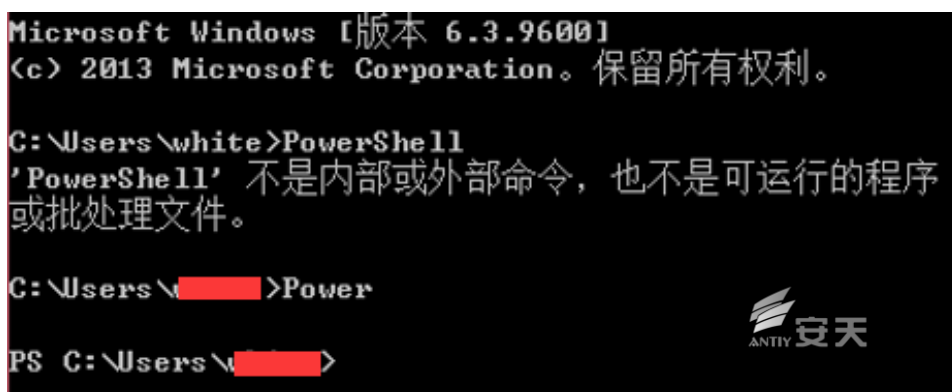 Microsoft Windows [版本 6.3.9600]
(c) 2013 Microsoft Corporation。保留所有权利。
C:\Users\white>PowerShell
'PowerShell' 不是内部或外部命令，也不是可运行的程序
或批处理文件。
C:\Users\ >Power
PS C:\Users\w >
ANTIY 安天